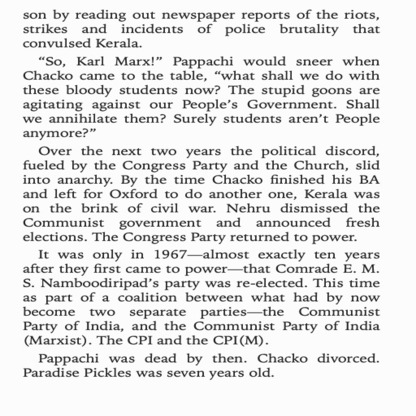 son by reading out newspaper reports of the riots,
strikes and incidents of police brutality that
convulsed Kerala.
“So, Karl Marx!” Pappachi would sneer when
Chacko came to the table, “what shall we do with
these bloody students now? The stupid goons are
agitating against our People’s Government. Shall
we annihilate them? Surely students aren’t People
anymore?”
Over the next two years the political discord,
fueled by the Congress Party and the Church, slid
into anarchy. By the time Chacko finished his BA
and left for Oxford to do another one, Kerala was
on the brink of civil war. Nehru dismissed the
Communist government and announced fresh
elections. The Congress Party returned to power.
It was only in 1967—almost exactly ten years
after they first came to power—that Comrade E. M.
S. Namboodiripad’s party was re-elected. This time
as part of a coalition between what had by now
become two separate parties—the Communist
Party of India, and the Communist Party of India
(Marxist). The CPI and the CPI(M).
Pappachi was dead by then. Chacko divorced.
Paradise Pickles was seven years old.